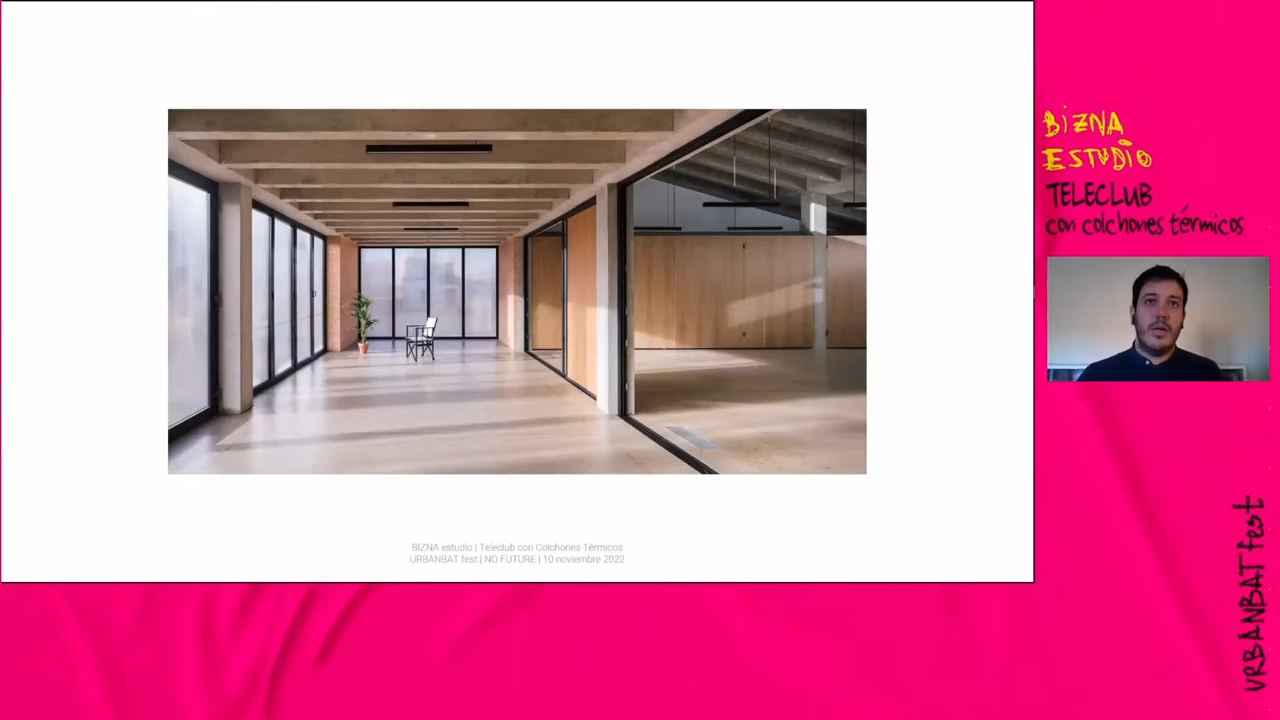 BIZNA
ESTUDIO
TELECLUB
con colchones térmicos
BIZNA estudio | Teleclub con Colchones Térmicos
URBANBAT fest | NO FUTURE | 10 noviembre 2022
URBANBAT fest